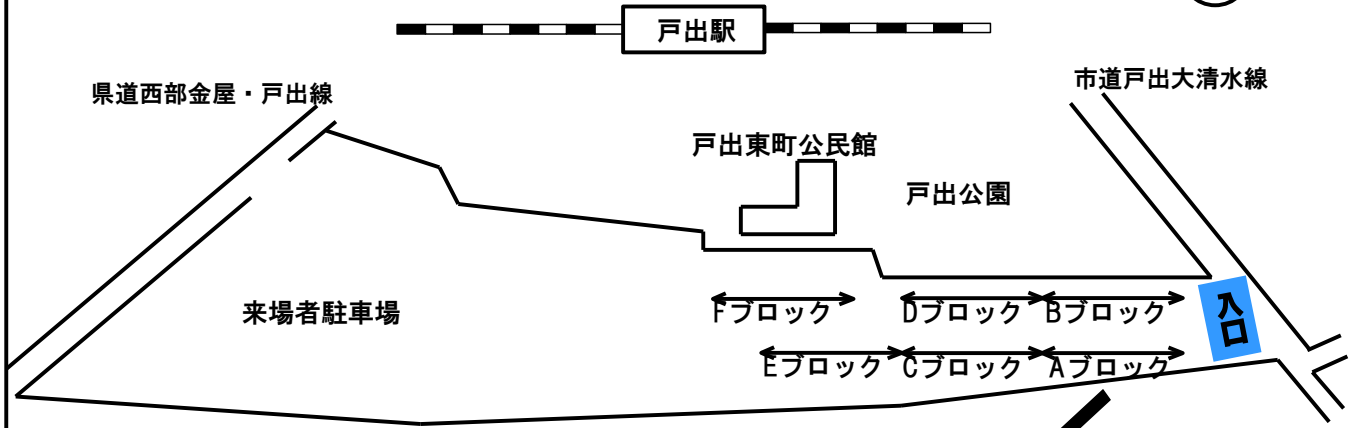 戸出駅
県道西部金屋・戸出線
市道戸出大清水線
戸出東町公民館
戸出公園
来場者駐車場
Fブロック
Dブロック
Bブロック
入口
Eブロック
Cブロック
Aブロック